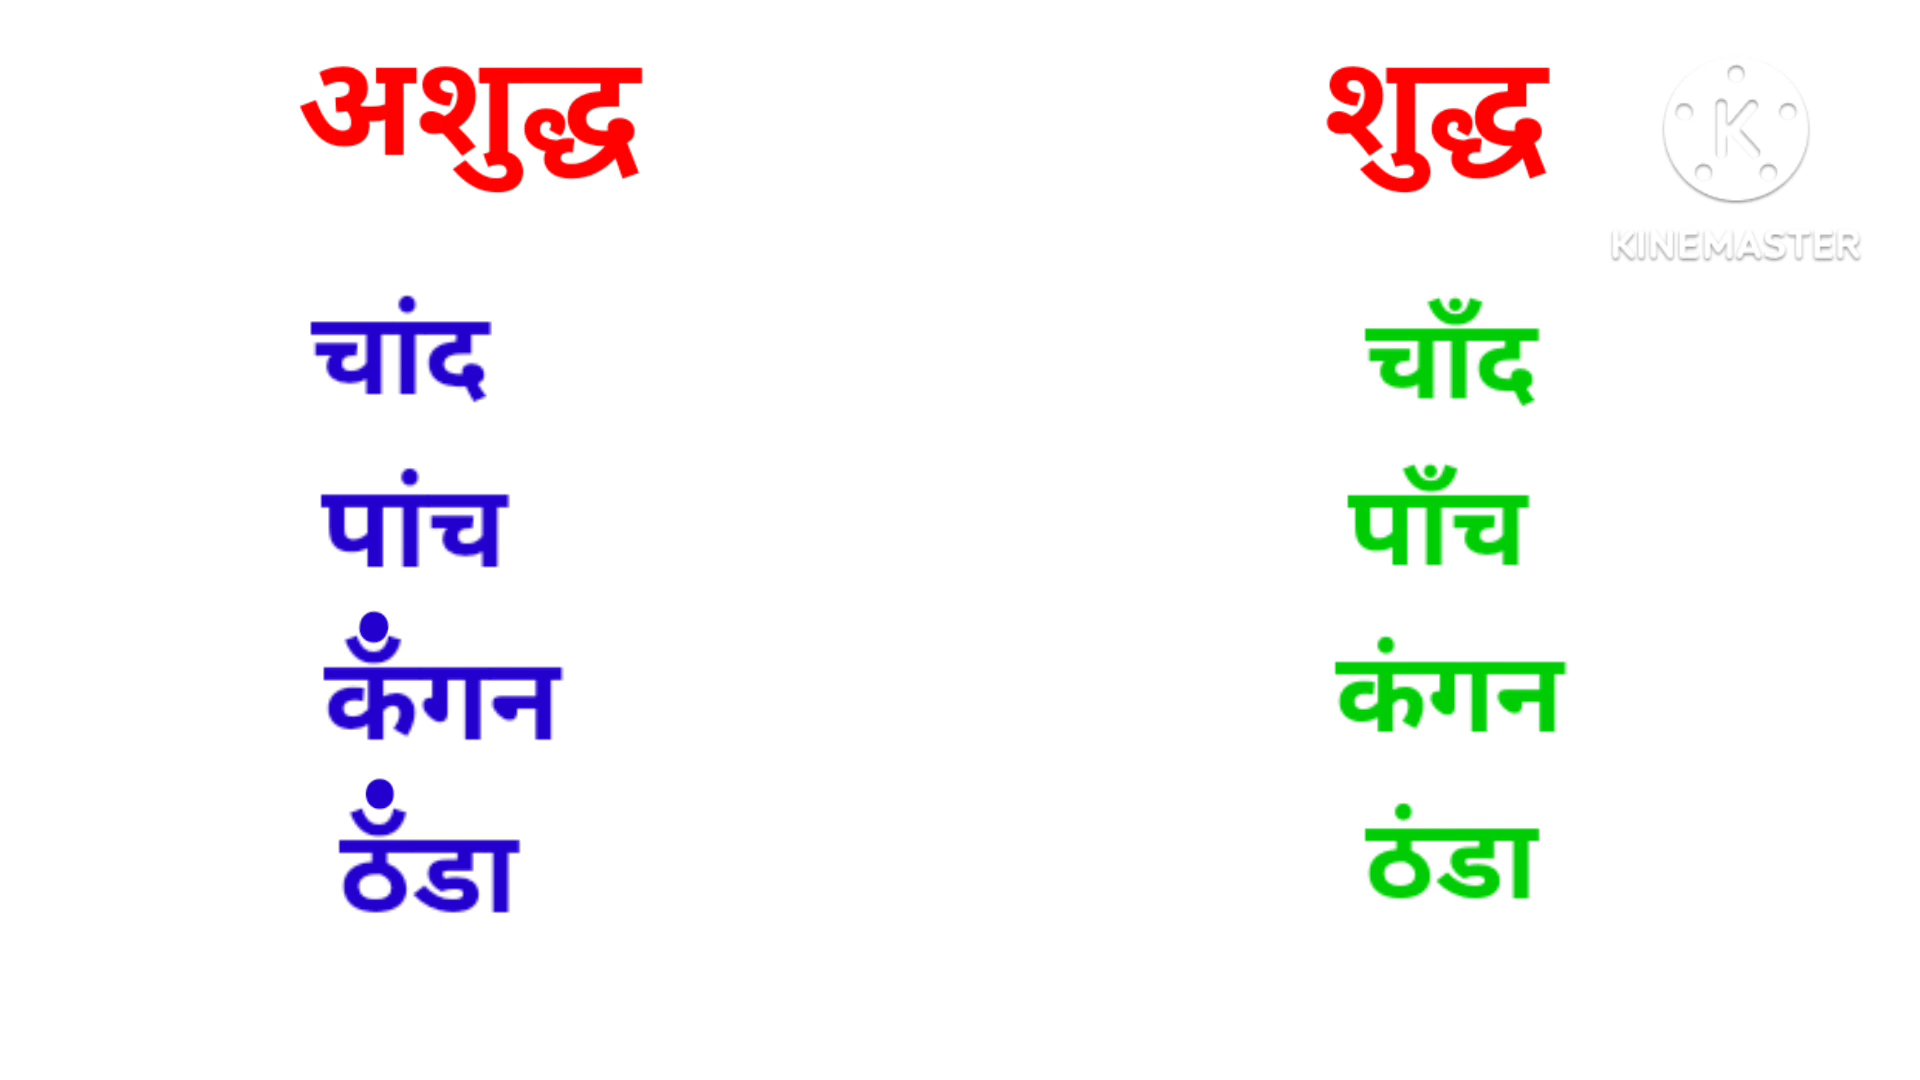 अशुद्ध शुद्ध
KINEMASTER
चांद चाँद
पांच पाँच
कँगन कंगन
ठँडा ठंडा